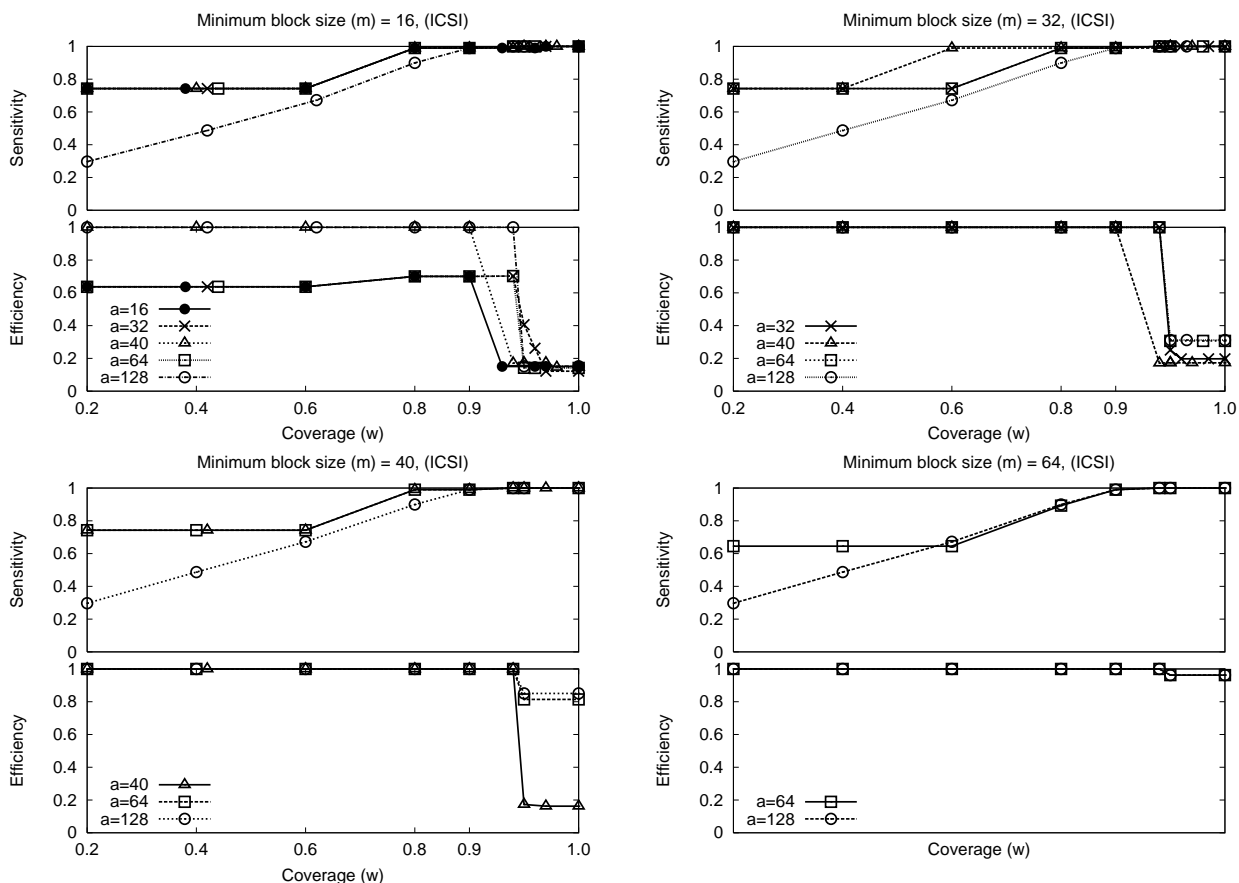 Minimum block size (m) = 16, (ICSI)
Sensitivity
1
0.8
0.6
0.4
0.2
0
Efficiency
1
0.8
0.6
0.4
0.2
0
a=16
a=32
a=40
a=64
a=128
0.2 0.4 0.6 0.8 0.9 1.0
Coverage (w)
Minimum block size (m) = 32, (ICSI)
Sensitivity
1
0.8
0.6
0.4
0.2
0
Efficiency
1
0.8
0.6
0.4
0.2
0
a=32
a=40
a=64
a=128
0.2 0.4 0.6 0.8 0.9 1.0
Coverage (w)
Minimum block size (m) = 40, (ICSI)
Sensitivity
1
0.8
0.6
0.4
0.2
0
Efficiency
1
0.8
0.6
0.4
0.2
0
a=40
a=64
a=128
0.2 0.4 0.6 0.8 0.9 1.0
Coverage (w)
Minimum block size (m) = 64, (ICSI)
Sensitivity
1
0.8
0.6
0.4
0.2
0
Efficiency
1
0.8
0.6
0.4
0.2
0
a=64
a=128
Coverage (w)